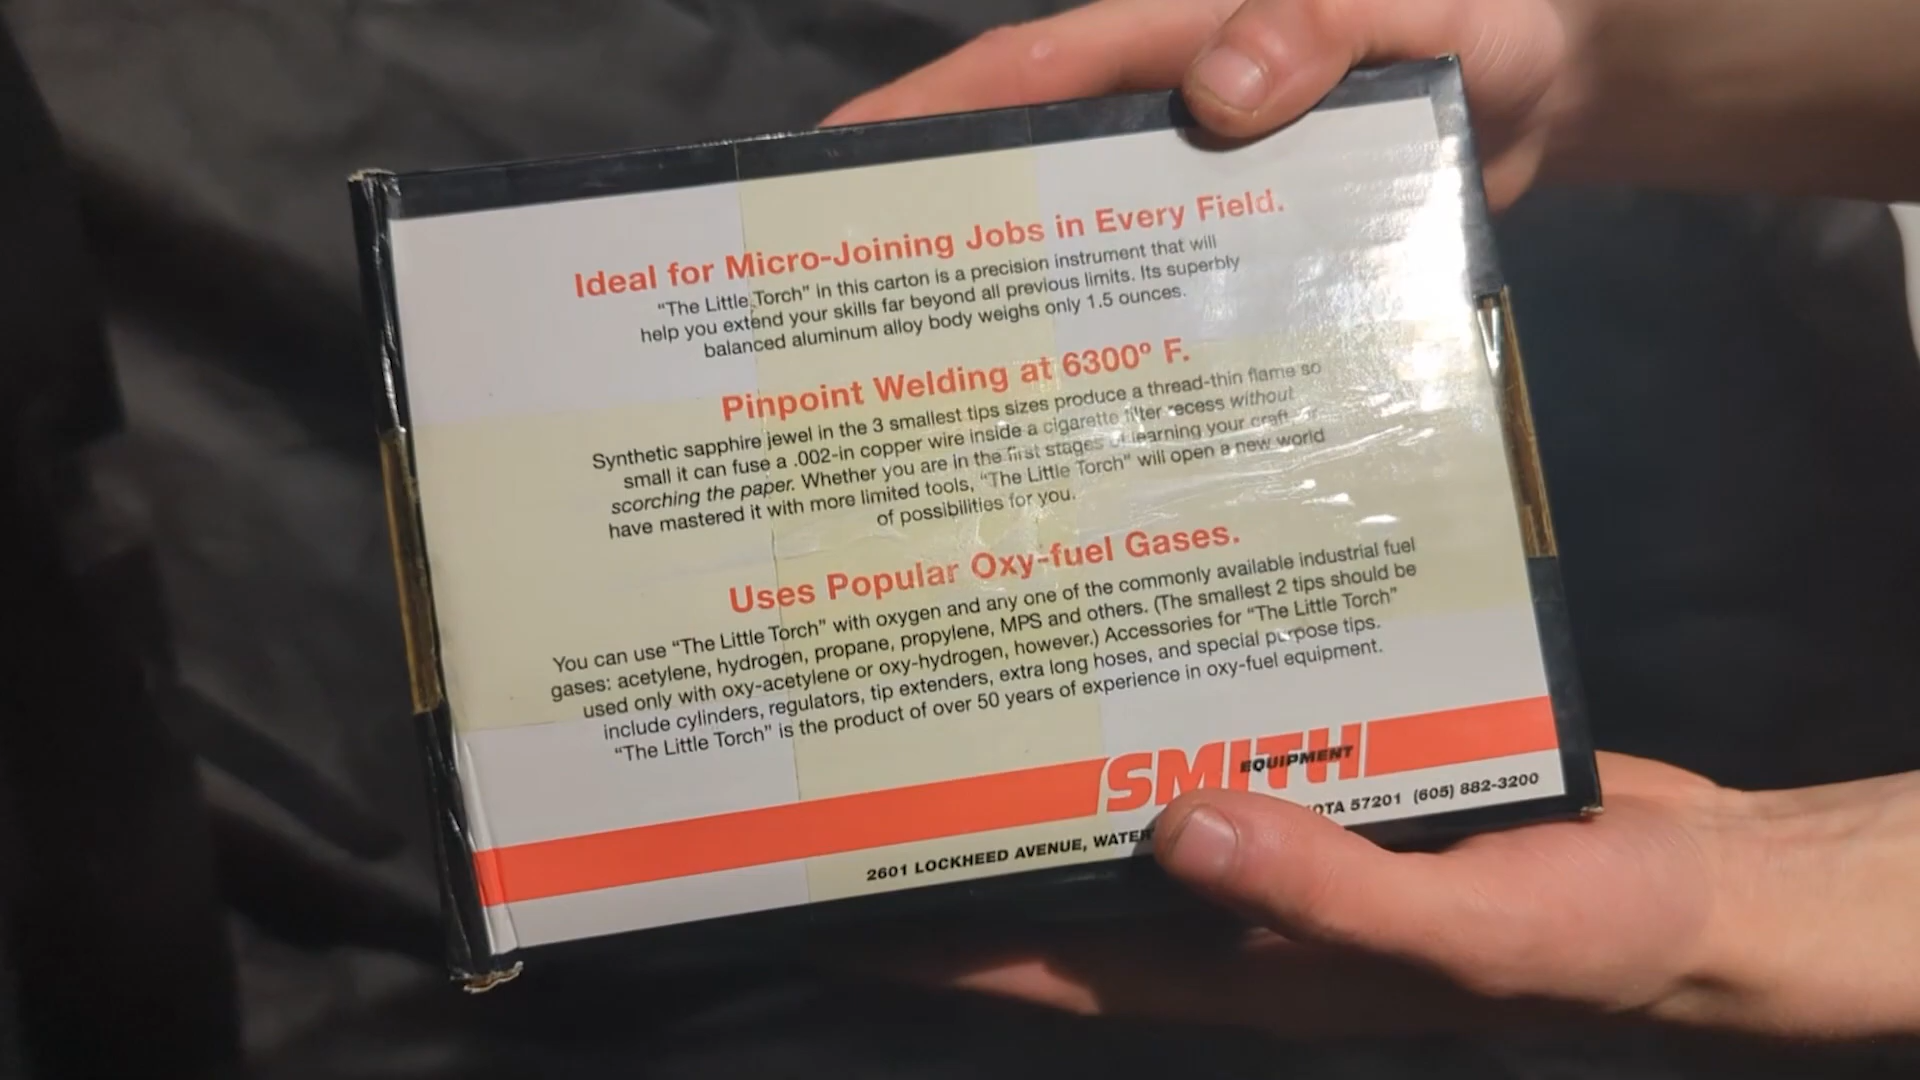 Ideal for Micro-Joining Jobs in Every Field.
“The Little Torch” in this carton is a precision instrument that will
help you extend your skills far beyond all previous limits. Its superbly
balanced aluminum alloy body weighs only 1.5 ounces.
Pinpoint Welding at 6300º F.
Synthetic sapphire jewel in the 3 smallest tips sizes produce a thread-thin flame so
small it can fuse a .002-in copper wire inside a cigarette filter recess without
scorching the paper. Whether you are in the first stages of learning your craft or
have mastered it with more limited tools, “The Little Torch” will open a new world
of possibilities for you.
Uses Popular Oxy-fuel Gases.
You can use “The Little Torch” with oxygen and any one of the commonly available industrial fuel
gases: acetylene, hydrogen, propane, propylene, MPS and others. (The smallest 2 tips should be
used only with oxy-acetylene or oxy-hydrogen, however.) Accessories for “The Little Torch”
include cylinders, regulators, tip extenders, extra long hoses, and special purpose tips.
“The Little Torch” is the product of over 50 years of experience in oxy-fuel equipment.
SMITH
EQUIPMENT
2601 LOCKHEED AVENUE, 57201 (605) 882-3200